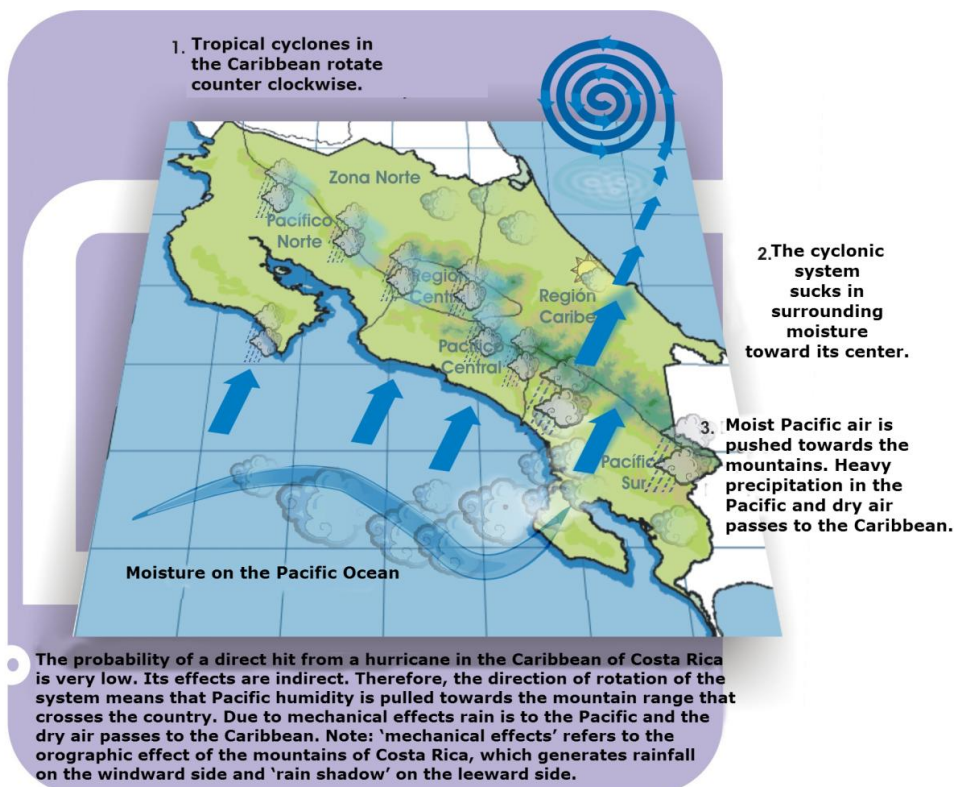 1. Tropical cyclones in
the Caribbean rotate
counter clockwise.
Zona Norte
Pacífico
Norte
Región
Central
Región
Caribe
Pacífico
Central
Pacífico
Sur
2.The cyclonic
system
sucks in
surrounding
moisture
toward its center.
3. Moist Pacific air is
pushed towards the
mountains. Heavy
precipitation in the
Pacific and dry air
passes to the Caribbean.
Moisture on the Pacific Ocean
The probability of a direct hit from a hurricane in the Caribbean of Costa Rica
is very low. Its effects are indirect. Therefore, the direction of rotation of the
system means that Pacific humidity is pulled towards the mountain range that
crosses the country. Due to mechanical effects rain is to the Pacific and the
dry air passes to the Caribbean. Note: ‘mechanical effects’ refers to the
orographic effect of the mountains of Costa Rica, which generates rainfall
on the windward side and ‘rain shadow’ on the leeward side.